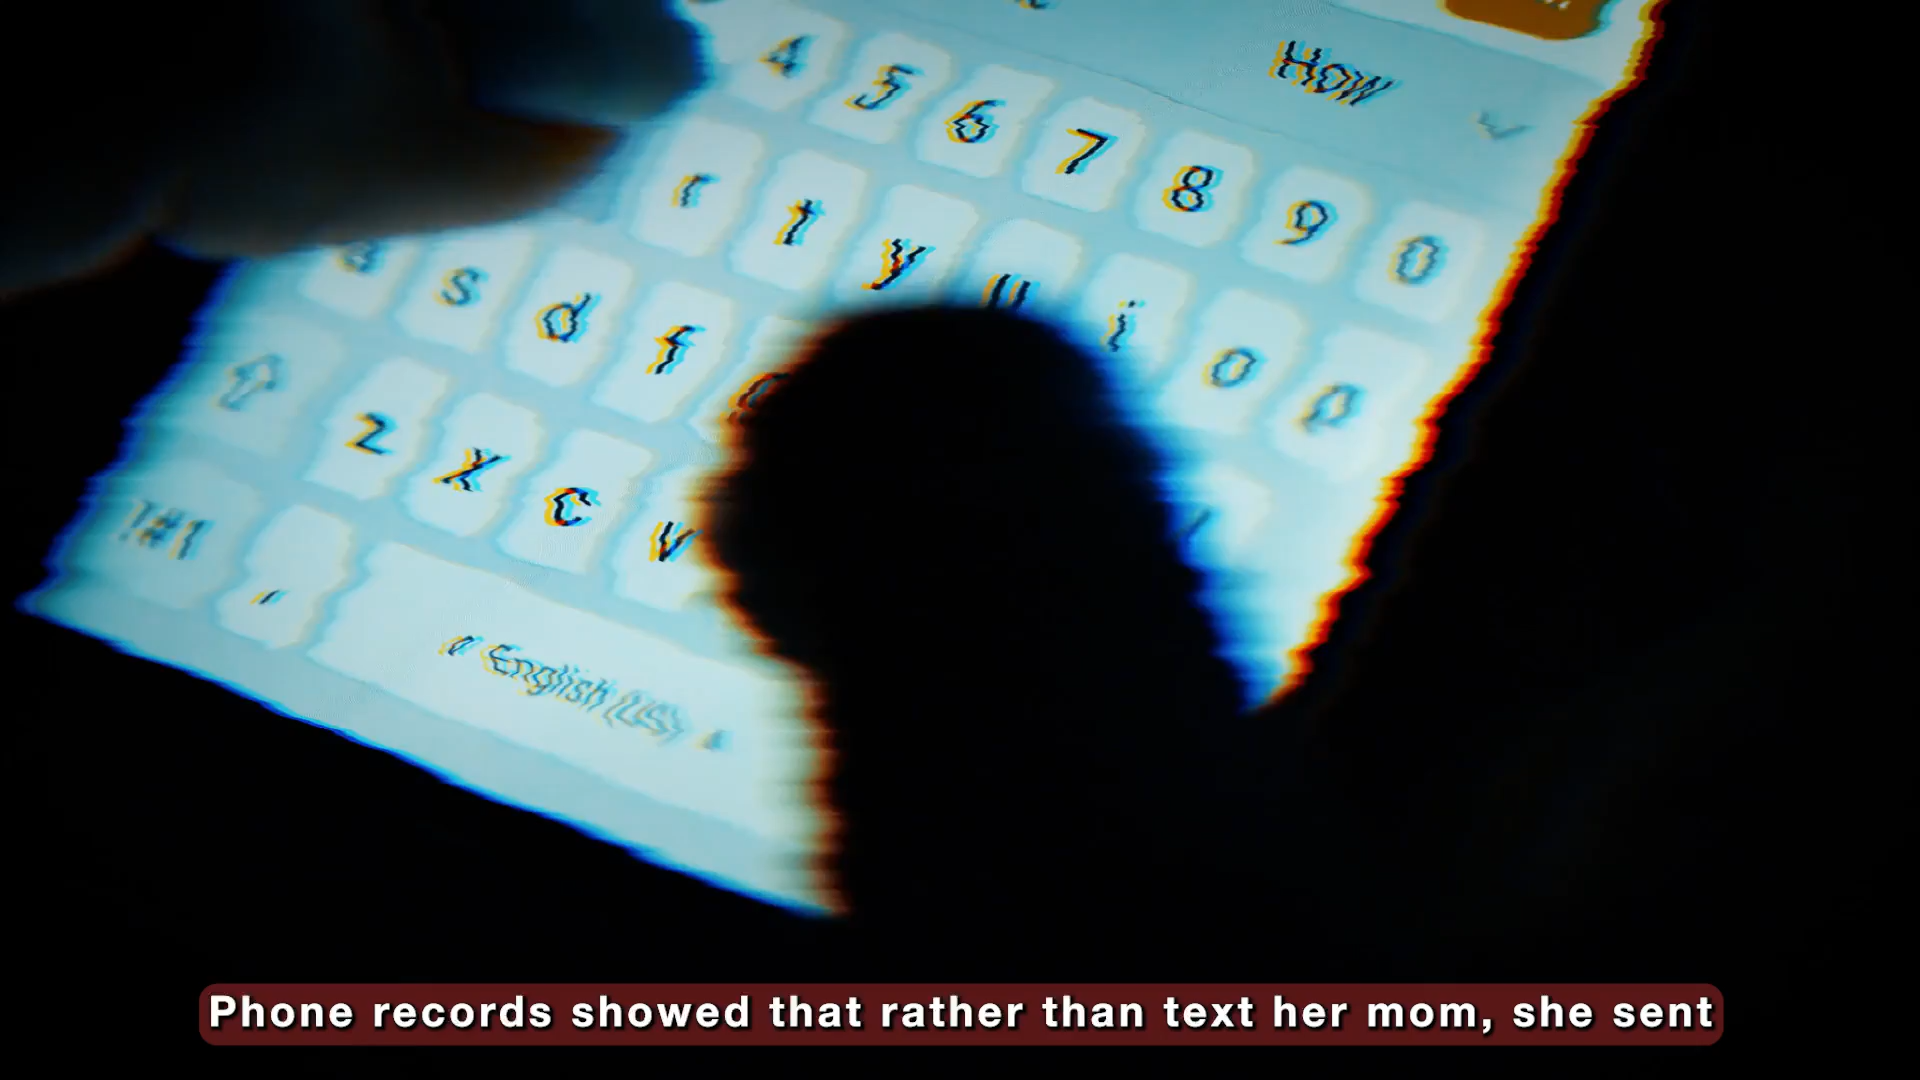 How
4 5 6 7 8 9 0
r t y u i o p
a s d f
z x c v
!#1 ,
English (US)
Phone records showed that rather than text her mom, she sent